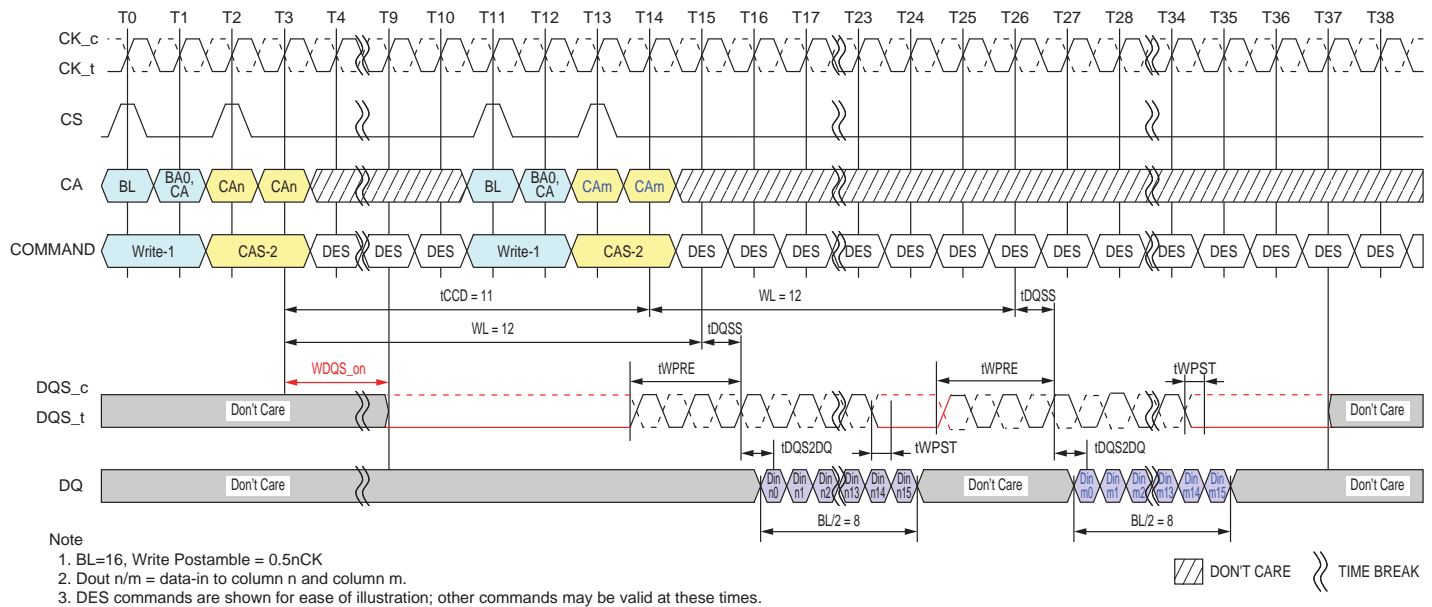 T0 T1 T2 T3 T4 T9 T10 T11 T12 T13 T14 T15 T16 T17 T23 T24 T25 T26 T27 T28 T34 T35 T36 T37 T38
CK_c
CK_t
CS
CA
BL BA0, CA CAn CAn BL BA0, CA CAm CAm
COMMAND
Write-1 CAS-2 DES DES DES Write-1 CAS-2 DES DES DES DES DES DES DES DES DES DES DES DES DES DES
tCCD = 11 WL = 12 tDQSS
WL = 12 tDQSS
WDQS_on tWPRE tWPRE tWPST
DQS_c
DQS_t
Don't Care Don't Care
tDQS2DQ tWPST tDQS2DQ
DQ
Don't Care Din n0 Din n1 Din n2 Din n13 Din n14 Din n15 Don't Care Din m0 Din m1 Din m2 Din m13 Din m14 Din m15 Don't Care
BL/2 = 8 BL/2 = 8
Note
1. BL=16, Write Postamble = 0.5nCK
2. Dout n/m = data-in to column n and column m.
3. DES commands are shown for ease of illustration; other commands may be valid at these times.
DON'T CARE TIME BREAK